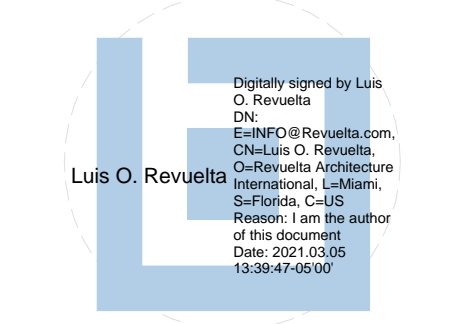 Luis O. Revuelta
Digitally signed by Luis
O. Revuelta
DN:
E=INFO@Revuelta.com,
CN=Luis O. Revuelta,
O=Revuelta Architecture
International, L=Miami,
S=Florida, C=US
Reason: I am the author
of this document
Date: 2021.03.05
13:39:47-05'00'